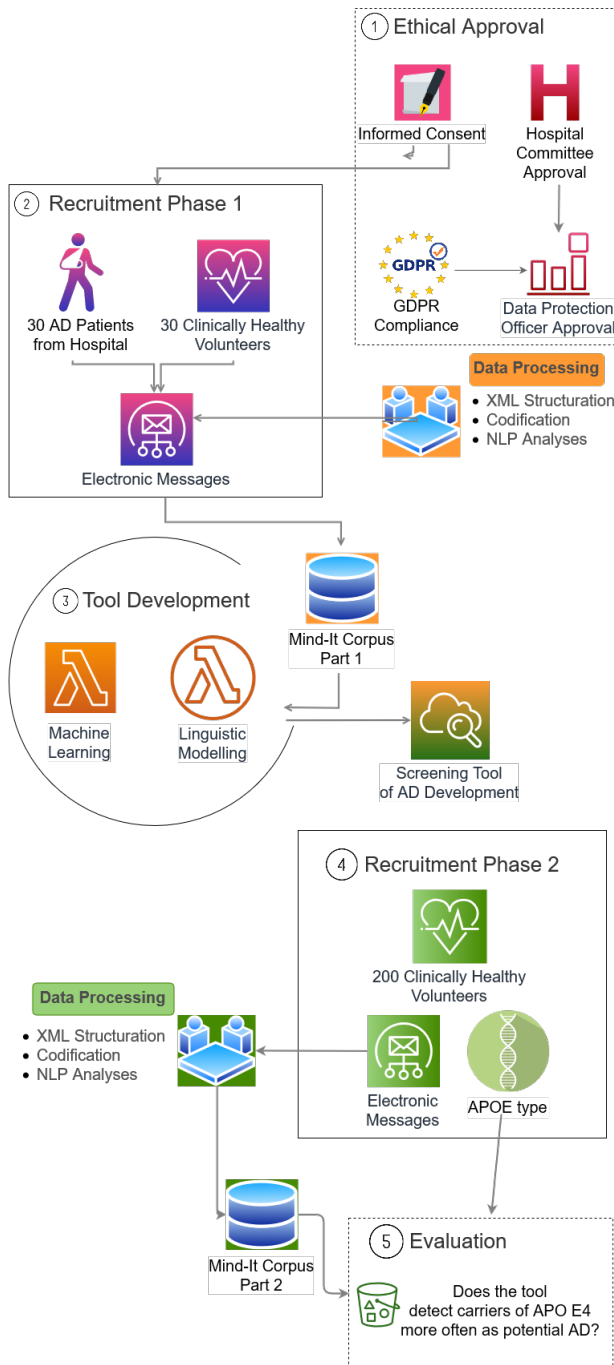 1 Ethical Approval
Informed Consent
Hospital
Committee
Approval
GDPR
GDPR
Compliance
Data Protection
Officer Approval
2 Recruitment Phase 1
30 AD Patients
from Hospital
30 Clinically Healthy
Volunteers
Electronic Messages
Data Processing
• XML Structuration
• Codification
• NLP Analyses
3 Tool Development
Machine
Learning
Linguistic
Modelling
Mind-It Corpus
Part 1
Screening Tool
of AD Development
4 Recruitment Phase 2
200 Clinically Healthy
Volunteers
Electronic
Messages
APOE type
Data Processing
• XML Structuration
• Codification
• NLP Analyses
Mind-It Corpus
Part 2
5 Evaluation
Does the tool
detect carriers of APO E4
more often as potential AD?